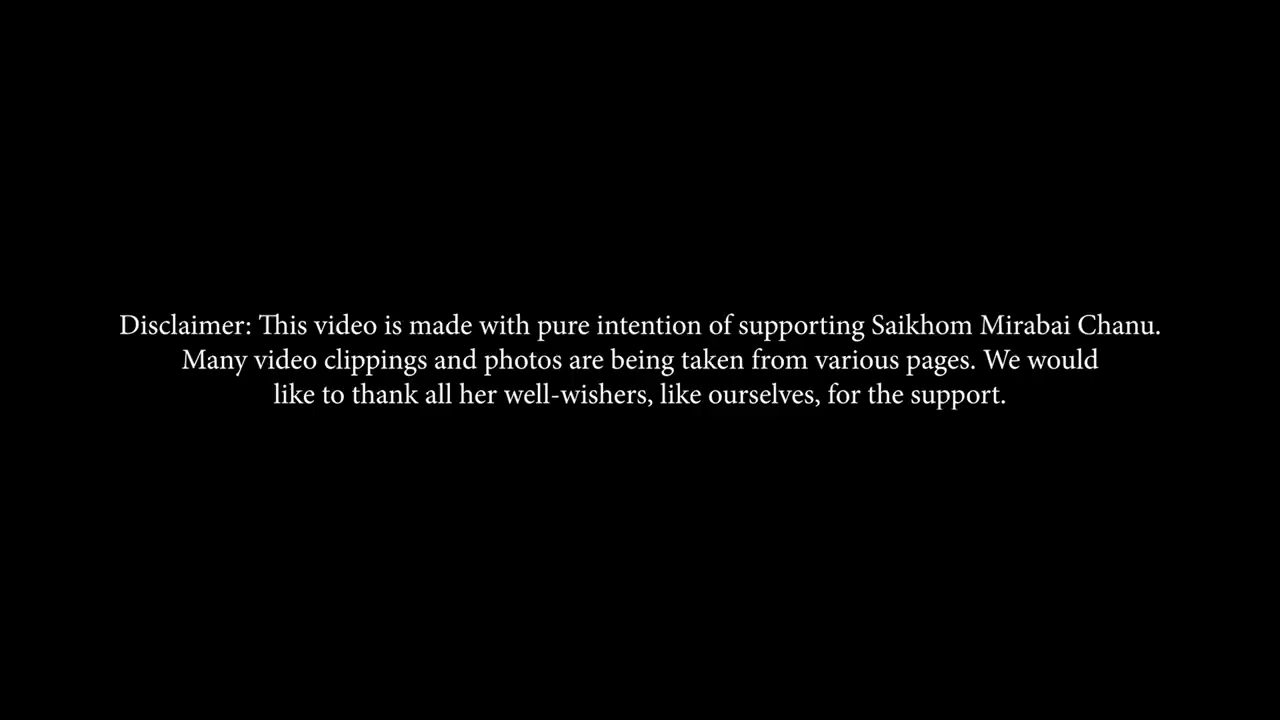 Disclaimer: This video is made with pure intention of supporting Saikhom Mirabai Chanu.
Many video clippings and photos are being taken from various pages. We would
like to thank all her well-wishers, like ourselves, for the support.